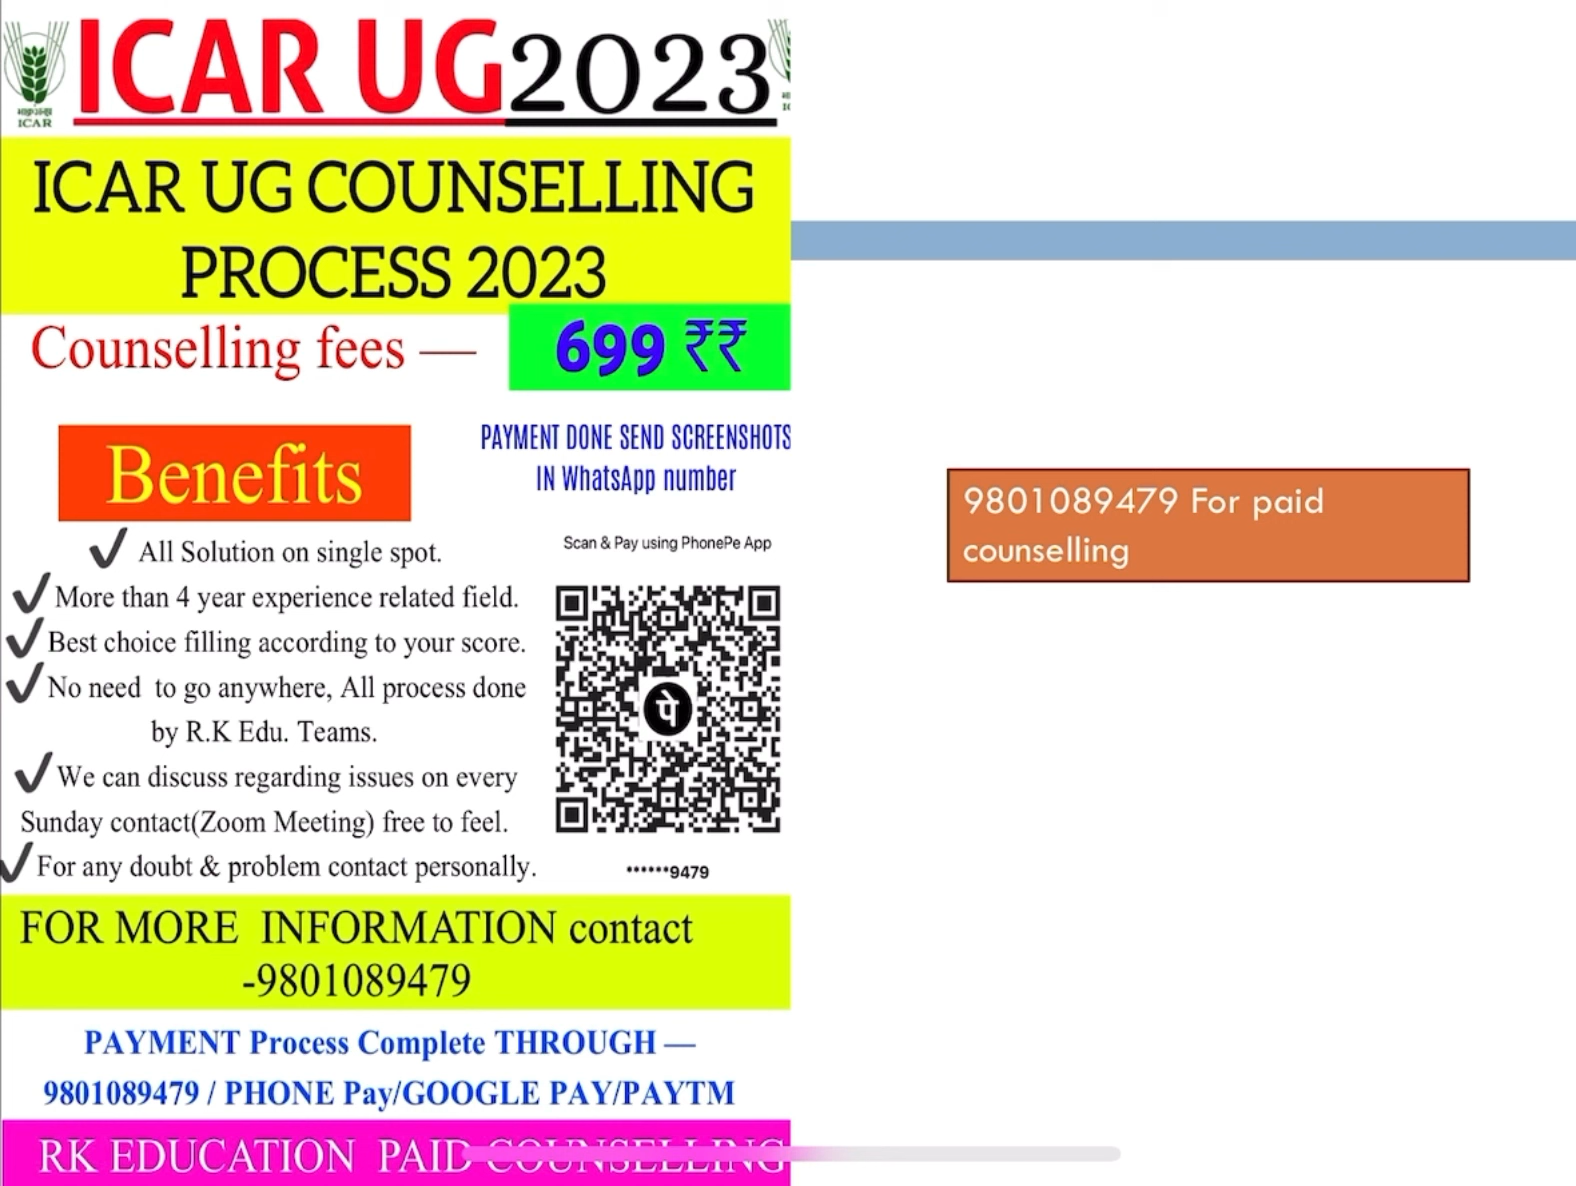 ICAR UG2023
ICAR
ICAR UG COUNSELLING
PROCESS 2023
Counselling fees — 699 ₹₹
Benefits
PAYMENT DONE SEND SCREENSHOTS
IN WhatsApp number
Scan & Pay using PhonePe App
✔ All Solution on single spot.
✔ More than 4 year experience related field.
✔ Best choice filling according to your score.
✔ No need to go anywhere, All process done
by R.K Edu. Teams.
✔ We can discuss regarding issues on every
Sunday contact(Zoom Meeting) free to feel.
✔ For any doubt & problem contact personally.
पे
******9479
FOR MORE INFORMATION contact
-9801089479
PAYMENT Process Complete THROUGH —
9801089479 / PHONE Pay/GOOGLE PAY/PAYTM
RK EDUCATION PAID COUNSELLING
9801089479 For paid
counselling